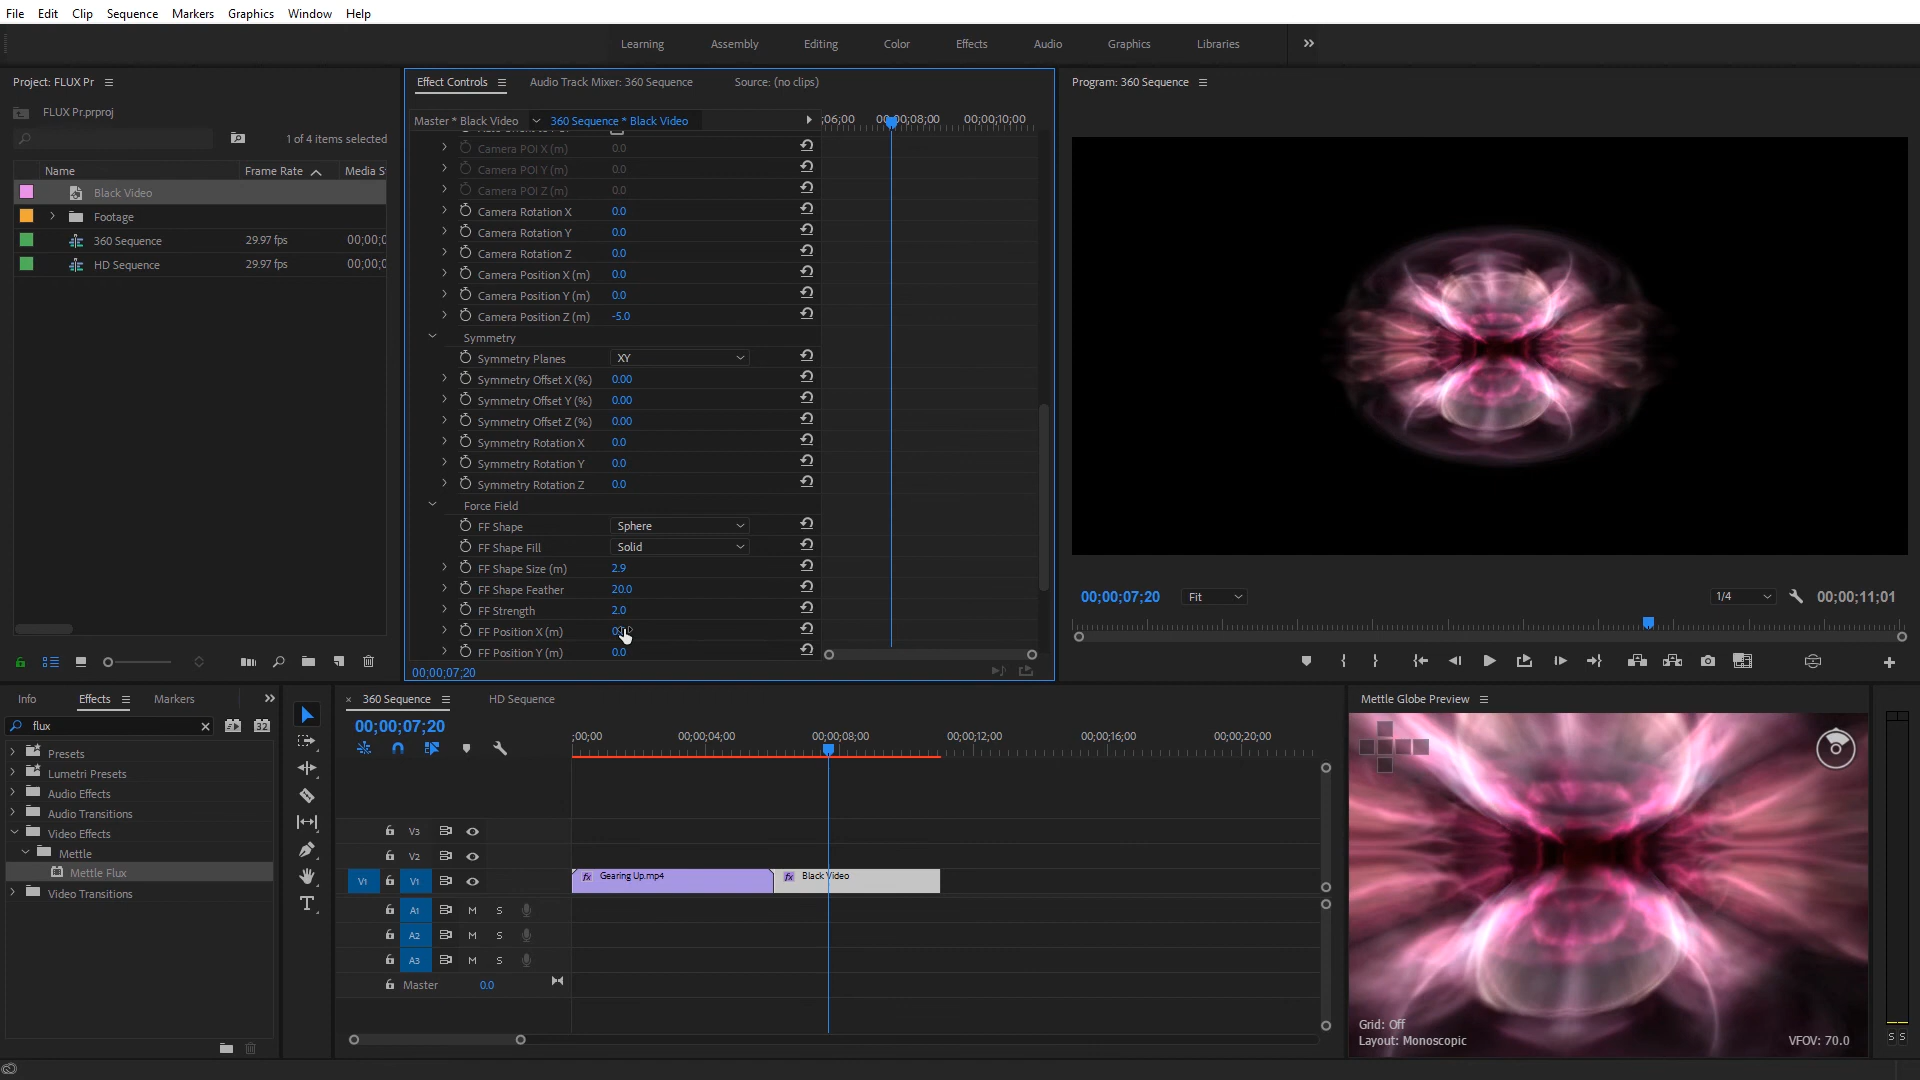 File Edit Clip Sequence Markers Graphics Window Help
Learning Assembly Editing Color Effects Audio Graphics Libraries
Project: FLUX Pr
FLUX Pr.prproj
1 of 4 items selected
Name Frame Rate Media S
Black Video
Footage
360 Sequence 29.97 fps 00;00;0
HD Sequence 29.97 fps 00;00;0
Effect Controls Audio Track Mixer: 360 Sequence Source: (no clips)
Master * Black Video 360 Sequence * Black Video
;06;00 00;00;08;00 00;00;10;00
Camera POI X (m) 0.0
Camera POI Y (m) 0.0
Camera POI Z (m) 0.0
Camera Rotation X 0.0
Camera Rotation Y 0.0
Camera Rotation Z 0.0
Camera Position X (m) 0.0
Camera Position Y (m) 0.0
Camera Position Z (m) -5.0
Symmetry
Symmetry Planes XY
Symmetry Offset X (%) 0.00
Symmetry Offset Y (%) 0.00
Symmetry Offset Z (%) 0.00
Symmetry Rotation X 0.0
Symmetry Rotation Y 0.0
Symmetry Rotation Z 0.0
Force Field
FF Shape Sphere
FF Shape Fill Solid
FF Shape Size (m) 2.9
FF Shape Feather 20.0
FF Strength 2.0
FF Position X (m)
FF Position Y (m) 0.0
00;00;07;20
Program: 360 Sequence
00;00;07;20 Fit 1/4 00;00;11;01
Info Effects Markers
flux
32
Presets
Lumetri Presets
Audio Effects
Audio Transitions
Video Effects
Mettle
Mettle Flux
Video Transitions
360 Sequence HD Sequence
00;00;07;20
;00;00 00;00;04;00 00;00;08;00 00;00;12;00 00;00;16;00 00;00;20;00
V3
V2
V1 V1
fx Gearing Up.mp4 fx Black Video
A1 M S
A2 M S
A3 M S
Master 0.0
Mettle Globe Preview
Grid: Off
Layout: Monoscopic
VFOV: 70.0
S S